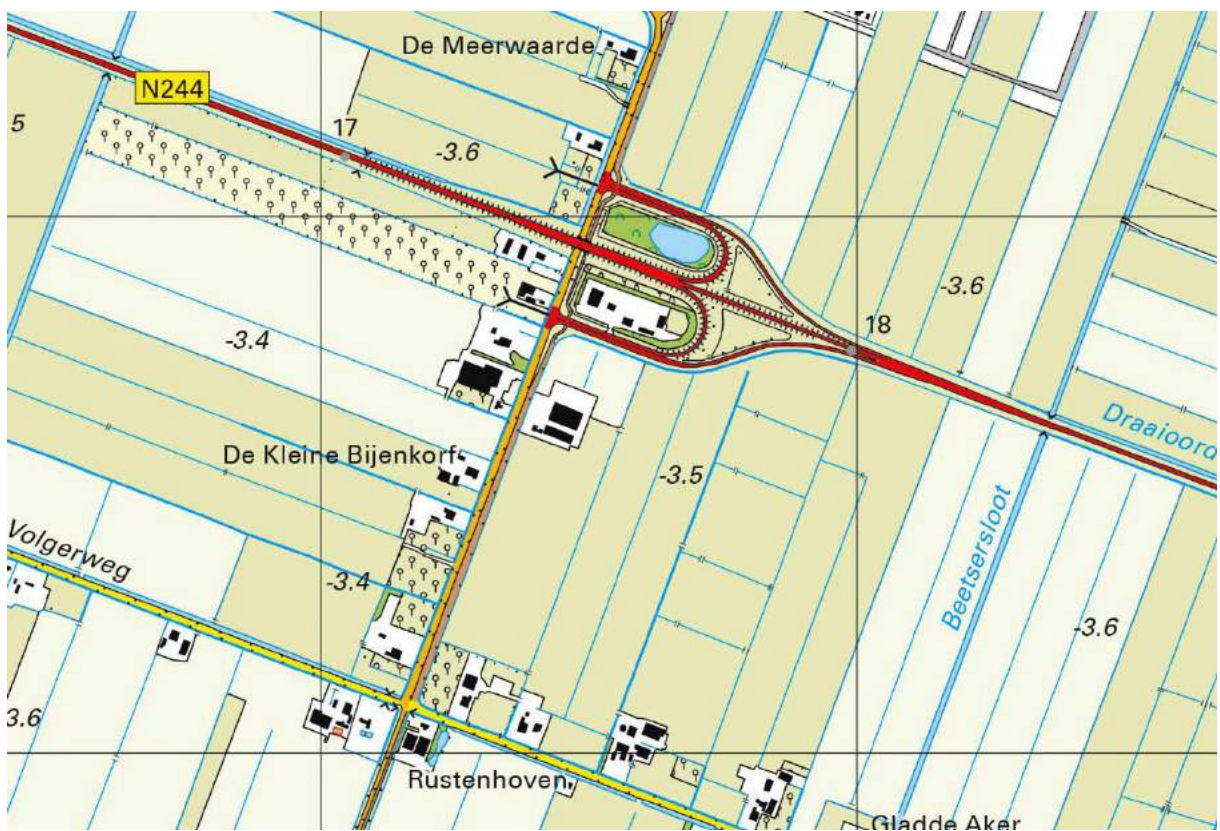 De Meerwaarde
N244
17
5
-3.6
-3.6
18
-3.4
Draaioord
De Kleine Bijenkorf
-3.5
Beetsersloot
Volgerweg
-3.4
-3.6
3.6
Rustenhoven
Gladde Aker